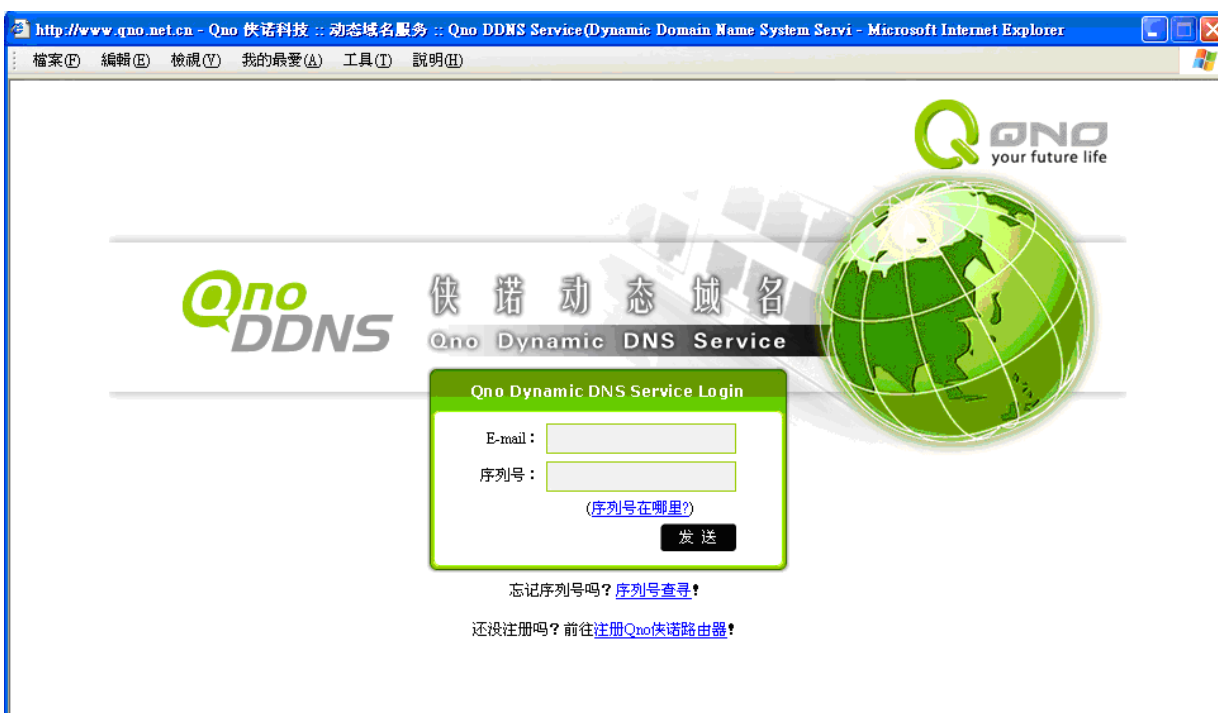 http://www.qno.net.cn - Qno 侠诺科技 :: 动态域名服务 :: Qno DDNS Service(Dynamic Domain Name System Servi - Microsoft Internet Explorer
檔案(F) 編輯(E) 檢視(V) 我的最愛(A) 工具(T) 說明(H)
QNO
your future life
Qno DDNS
侠诺动态域名
Qno Dynamic DNS Service
Qno Dynamic DNS Service Login
E-mail：
序列号：
(序列号在哪里?)
发 送
忘记序列号吗? 序列号查寻!
还没注册吗? 前往注册Qno侠诺路由器!